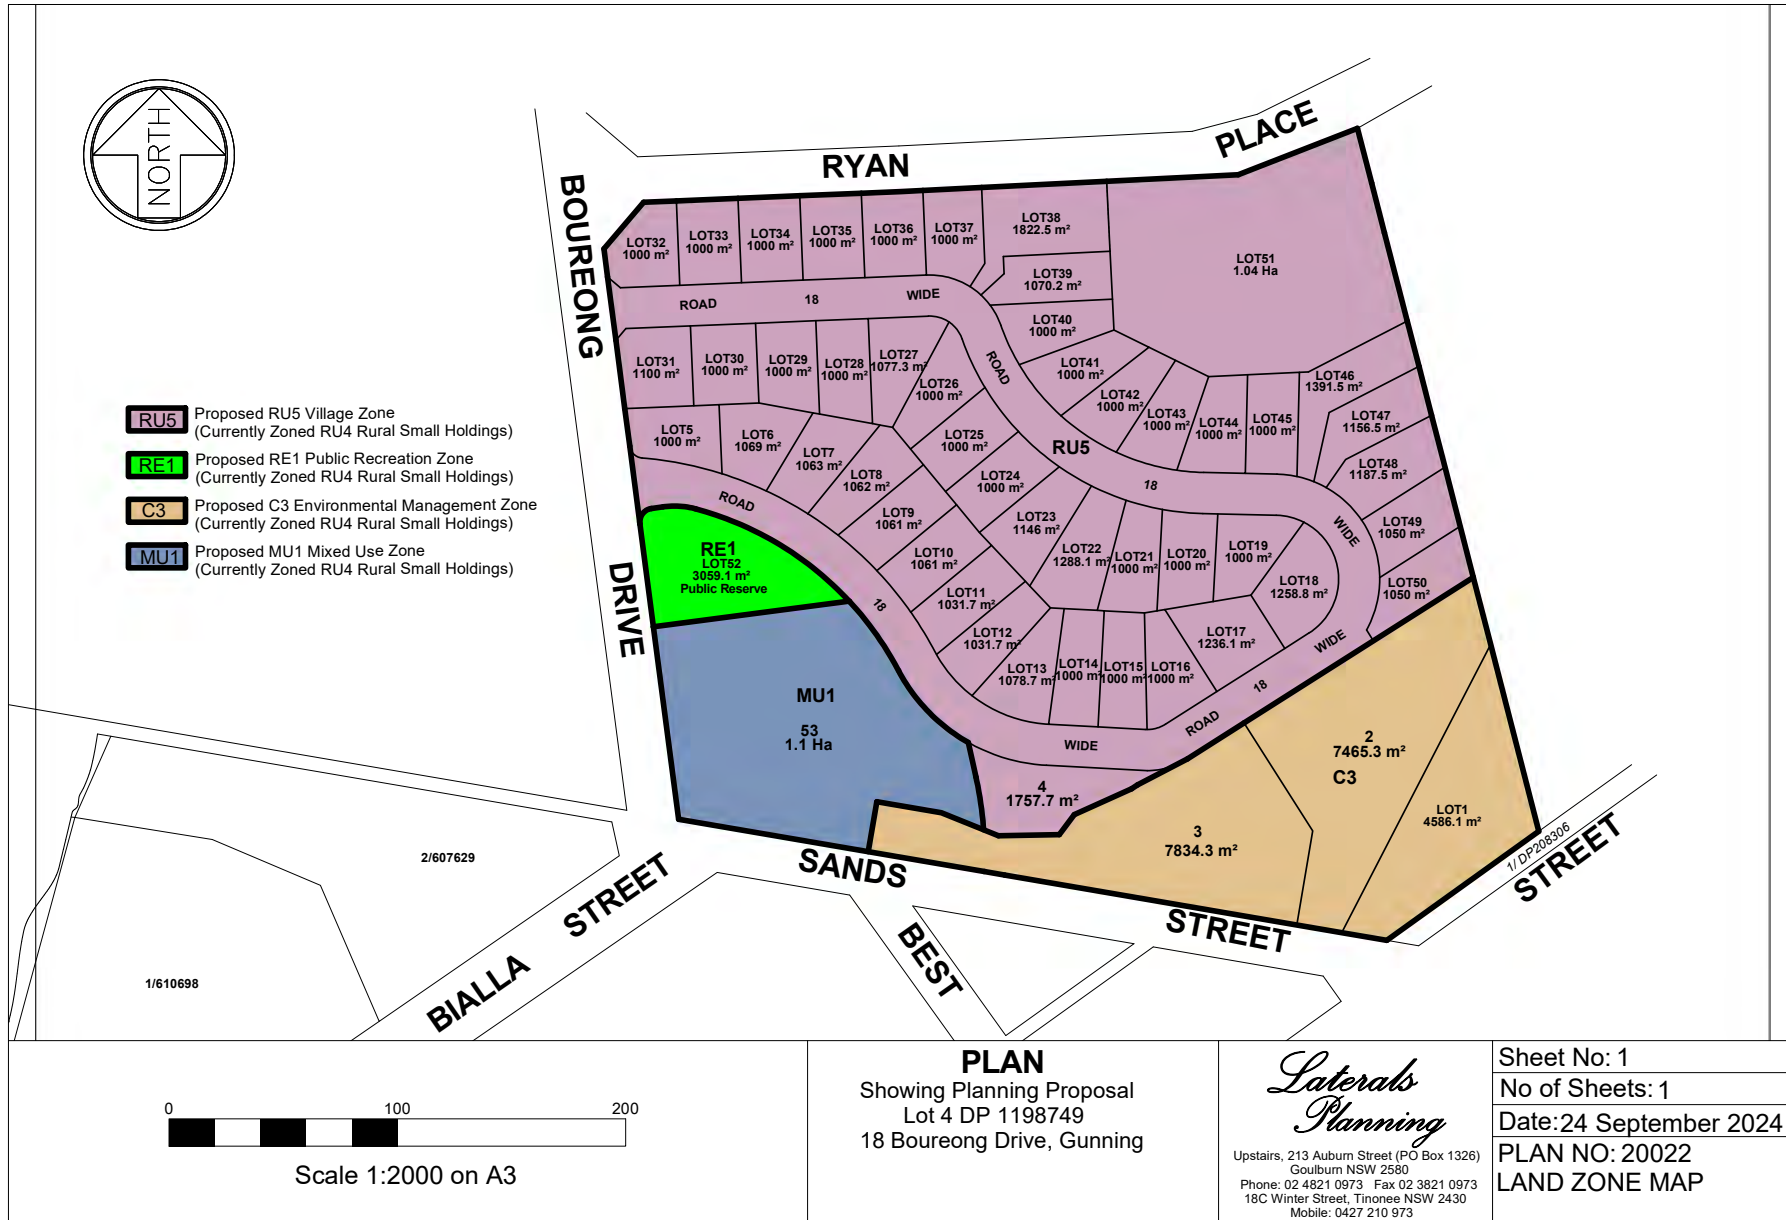 NORTH
RYAN
PLACE
BOUREONG
DRIVE
LOT32
1000 m²
LOT33
1000 m²
LOT34
1000 m²
LOT35
1000 m²
LOT36
1000 m²
LOT37
1000 m²
LOT38
1822.5 m²
LOT39
1070.2 m²
LOT40
1000 m²
LOT51
1.04 Ha
ROAD 18 WIDE
LOT31
1100 m²
LOT30
1000 m²
LOT29
1000 m²
LOT28
1000 m²
LOT27
1077.3 m²
LOT26
1000 m²
ROAD
LOT41
1000 m²
LOT42
1000 m²
LOT43
1000 m²
LOT44
1000 m²
LOT45
1000 m²
LOT46
1391.5 m²
LOT47
1156.5 m²
LOT48
1187.5 m²
LOT49
1050 m²
LOT50
1050 m²
RU5 Proposed RU5 Village Zone
(Currently Zoned RU4 Rural Small Holdings)
RE1 Proposed RE1 Public Recreation Zone
(Currently Zoned RU4 Rural Small Holdings)
C3 Proposed C3 Environmental Management Zone
(Currently Zoned RU4 Rural Small Holdings)
MU1 Proposed MU1 Mixed Use Zone
(Currently Zoned RU4 Rural Small Holdings)
LOT5
1000 m²
LOT6
1069 m²
LOT7
1063 m²
LOT8
1062 m²
LOT9
1061 m²
LOT10
1061 m²
LOT11
1031.7 m²
LOT12
1031.7 m²
LOT13
1078.7 m²
LOT14
1000 m²
LOT15
1000 m²
LOT16
1000 m²
LOT17
1236.1 m²
LOT18
1258.8 m²
LOT19
1000 m²
LOT20
1000 m²
LOT21
1000 m²
LOT22
1288.1 m²
LOT23
1146 m²
LOT24
1000 m²
LOT25
1000 m²
RU5
18
WIDE
ROAD
18
WIDE
ROAD
18
WIDE
RE1
LOT52
3059.1 m²
Public Reserve
MU1
53
1.1 Ha
4
1757.7 m²
2
7465.3 m²
C3
LOT1
4586.1 m²
3
7834.3 m²
1/ DP208306
STREET
SANDS
STREET
BIALLA
STREET
BEST
2/607629
1/610698
0 100 200
Scale 1:2000 on A3
PLAN
Showing Planning Proposal
Lot 4 DP 1198749
18 Boureong Drive, Gunning
Laterals
Planning
Upstairs, 213 Auburn Street (PO Box 1326)
Goulburn NSW 2580
Phone: 02 4821 0973 Fax 02 3821 0973
18C Winter Street, Tinonee NSW 2430
Mobile: 0427 210 973
Sheet No: 1
No of Sheets: 1
Date: 24 September 2024
PLAN NO: 20022
LAND ZONE MAP